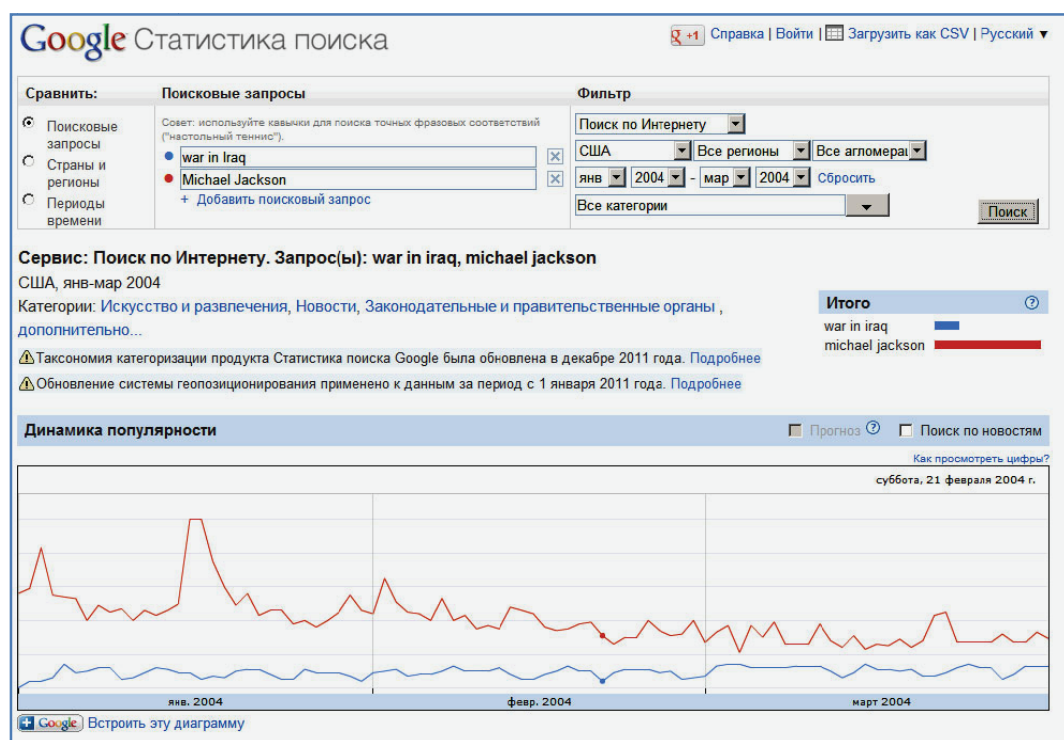 Google Статистика поиска
g +1 Справка | Войти | Загрузить как CSV | Русский ▼
Сравнить:
Поисковые запросы
Страны и регионы
Периоды времени
Поисковые запросы
Совет: используйте кавычки для поиска точных фразовых соответствий
("настольный теннис").
war in Iraq
Michael Jackson
+ Добавить поисковый запрос
Фильтр
Поиск по Интернету
США Все регионы Все агломерац
янв 2004 - мар 2004 Сбросить
Все категории
Поиск
Сервис: Поиск по Интернету. Запрос(ы): war in iraq, michael jackson
США, янв-мар 2004
Категории: Искусство и развлечения, Новости, Законодательные и правительственные органы ,
дополнительно...
Таксономия категоризации продукта Статистика поиска Google была обновлена в декабре 2011 года. Подробнее
Обновление системы геопозиционирования применено к данным за период с 1 января 2011 года. Подробнее
Итого ?
war in iraq
michael jackson
Динамика популярности
Прогноз ? Поиск по новостям
Как просмотреть цифры?
суббота, 21 февраля 2004 г.
янв. 2004 февр. 2004 март 2004
+ Google Встроить эту диаграмму